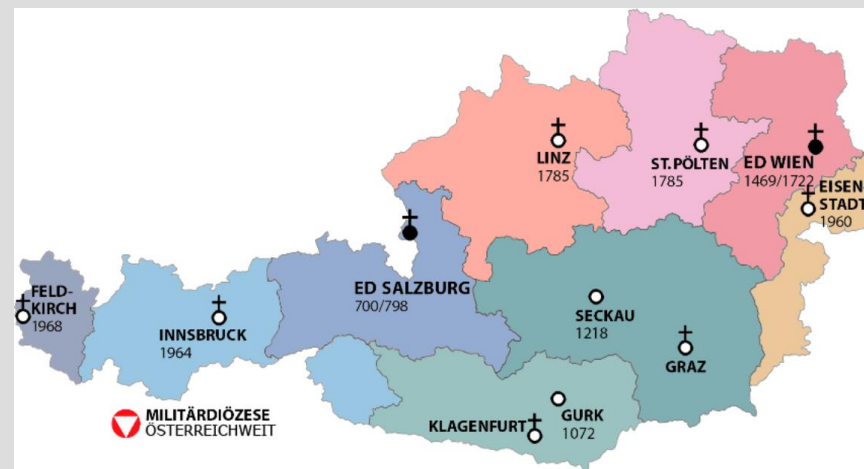 LINZ
1785
ST. PÖLTEN
1785
ED WIEN
1469/1722
EISEN-
STADT
1960
FELD-
KIRCH
1968
INNSBRUCK
1964
ED SALZBURG
700/798
SECKAU
1218
GRAZ
MILITÄRDIÖZESE
ÖSTERREICHWEIT
KLAGENFURT
GURK
1072